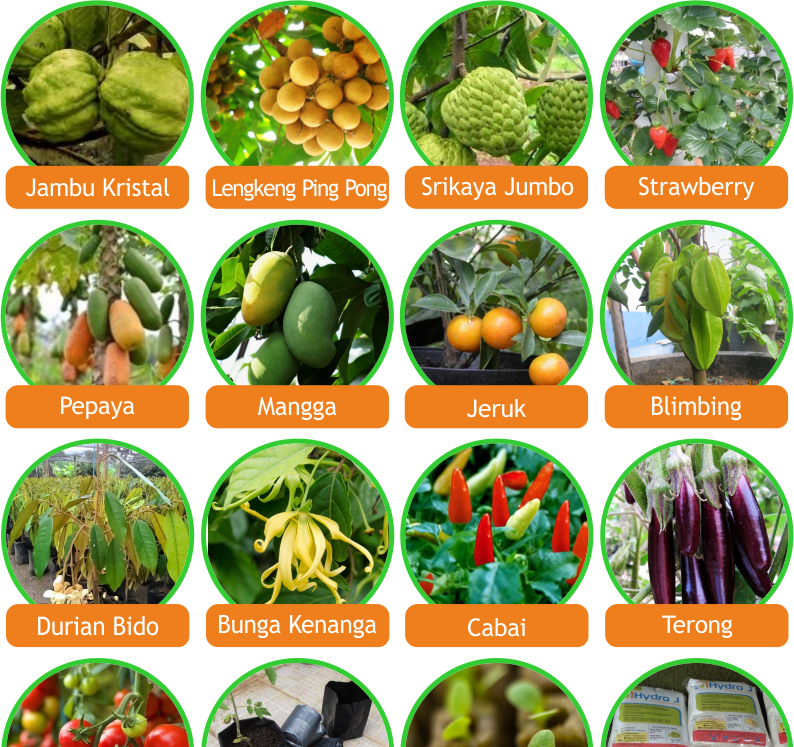 Jambu Kristal
Lengkeng Ping Pong
Srikaya Jumbo
Strawberry
Pepaya
Mangga
Jeruk
Blimbing
Durian Bido
Bunga Kenanga
Cabai
Terong
Hydro J
Hydro J